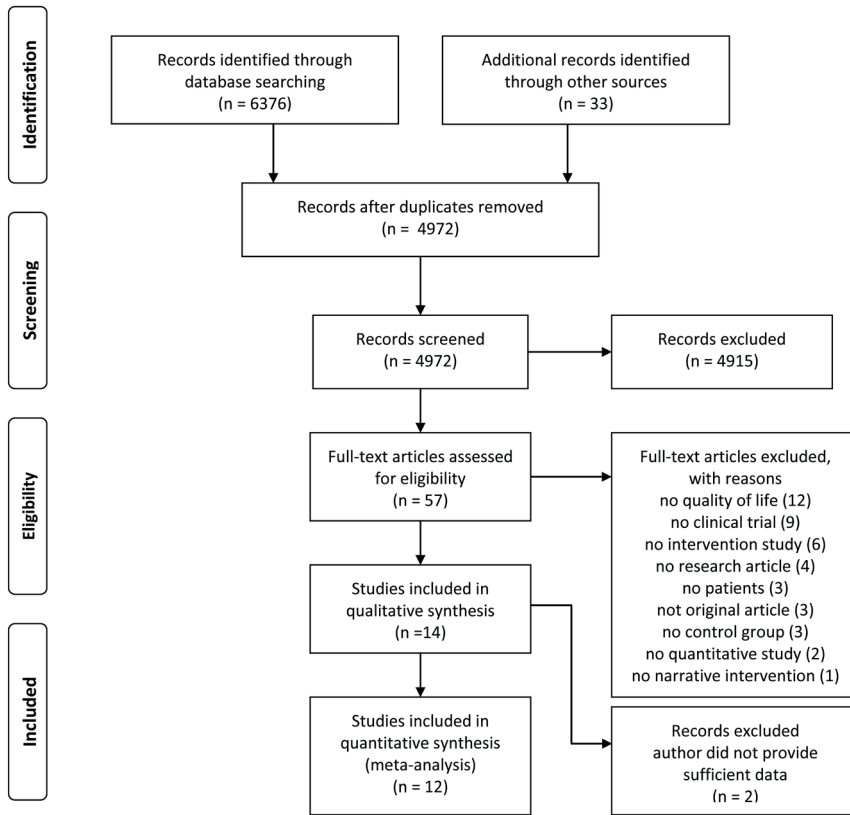 Identification
Records identified through
database searching
(n = 6376)
Additional records identified
through other sources
(n = 33)
Records after duplicates removed
(n = 4972)
Screening
Records screened
(n = 4972)
Records excluded
(n = 4915)
Eligibility
Full-text articles assessed
for eligibility
(n = 57)
Full-text articles excluded,
with reasons
no quality of life (12)
no clinical trial (9)
no intervention study (6)
no research article (4)
no patients (3)
not original article (3)
no control group (3)
no quantitative study (2)
no narrative intervention (1)
Studies included in
qualitative synthesis
(n =14)
Included
Studies included in
quantitative synthesis
(meta-analysis)
(n = 12)
Records excluded
author did not provide
sufficient data
(n = 2)